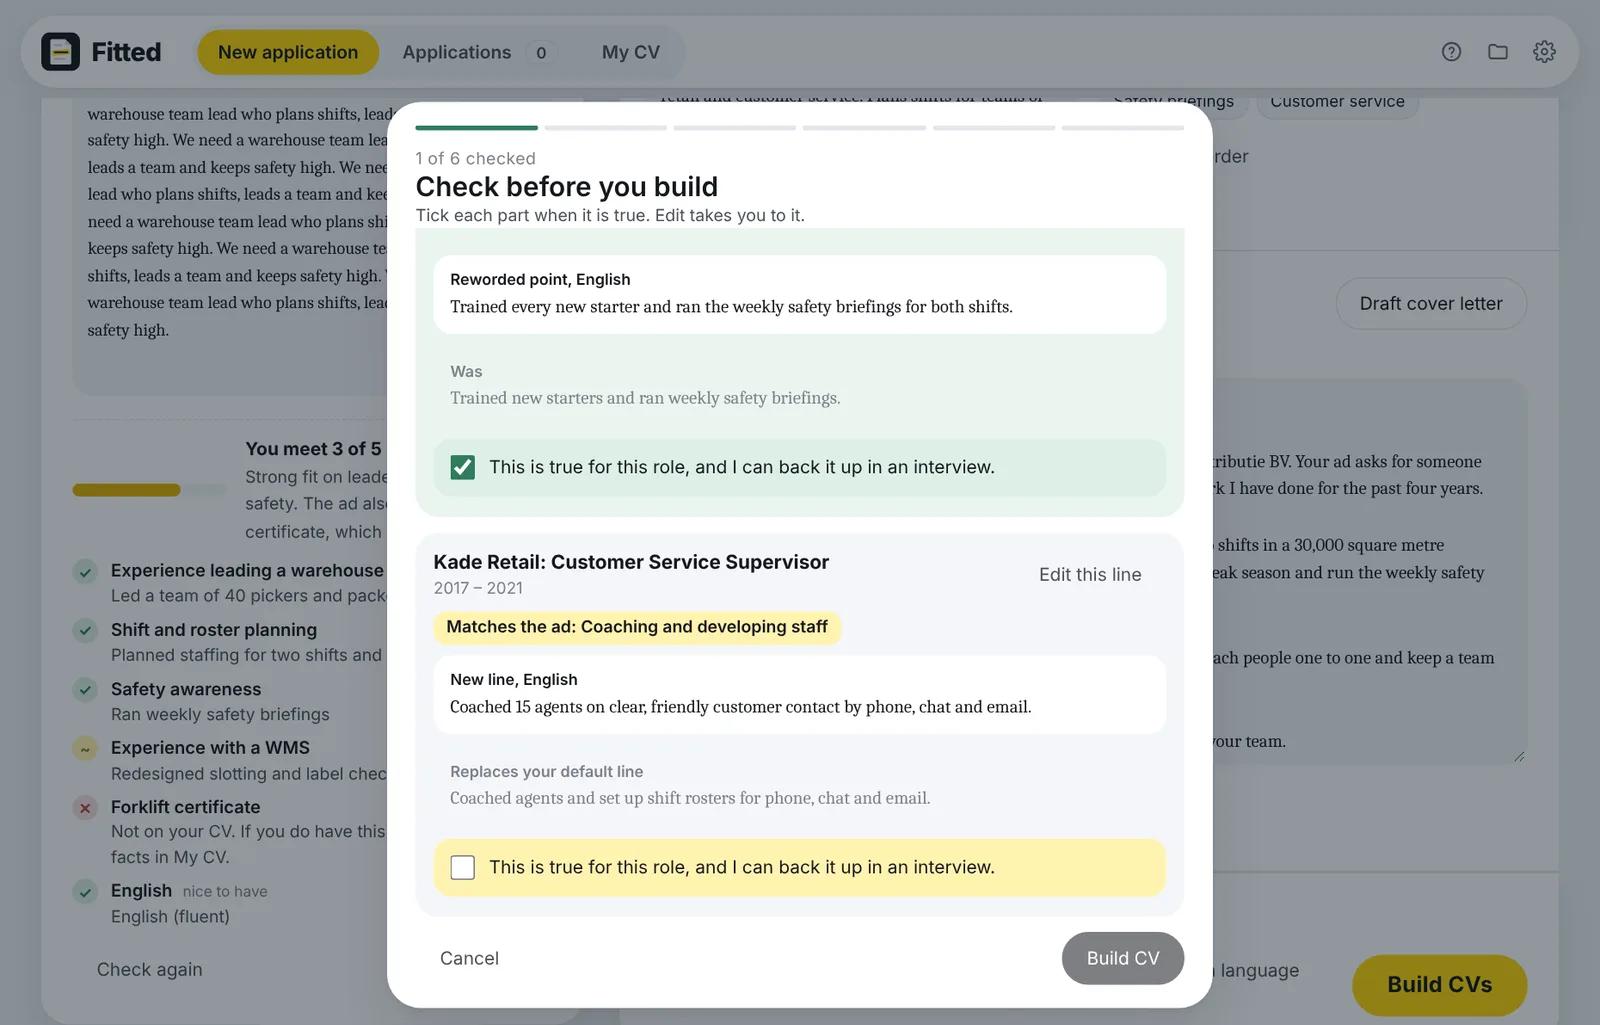 Fitted
New application
Applications 0
My CV
warehouse team lead who plans shifts, leads
safety high. We need a warehouse team
leads a team and keeps safety high. We
lead who plans shifts, leads a team and
need a warehouse team lead who plans
keeps safety high. We need a warehouse
shifts, leads a team and keeps safety high.
warehouse team lead who plans shifts,
safety high.
You meet 3 of 5
Strong fit on
safety. The ad
certificate, which
Experience leading a warehouse
Led a team of 40 pickers and
Shift and roster planning
Planned staffing for two shifts and
Safety awareness
Ran weekly safety briefings
~ Experience with a WMS
Redesigned slotting and label
Forklift certificate
Not on your CV. If you do have this
facts in My CV.
English nice to have
English (fluent)
Check again
1 of 6 checked
Check before you build
Tick each part when it is true. Edit takes you to it.
Reworded point, English
Trained every new starter and ran the weekly safety briefings for both shifts.
Was
Trained new starters and ran weekly safety briefings.
This is true for this role, and I can back it up in an interview.
Kade Retail: Customer Service Supervisor
2017 – 2021
Edit this line
Matches the ad: Coaching and developing staff
New line, English
Coached 15 agents on clear, friendly customer contact by phone, chat and email.
Replaces your default line
Coached agents and set up shift rosters for phone, chat and email.
This is true for this role, and I can back it up in an interview.
Cancel
Build CV
retail and customer service. Plans shifts for teams of
Safety briefings
Customer service
Draft cover letter
BV. Your ad asks for someone
I have done for the past four years.
shifts in a 30,000 square metre
season and run the weekly safety
people one to one and keep a team
your team.
language
Build CVs